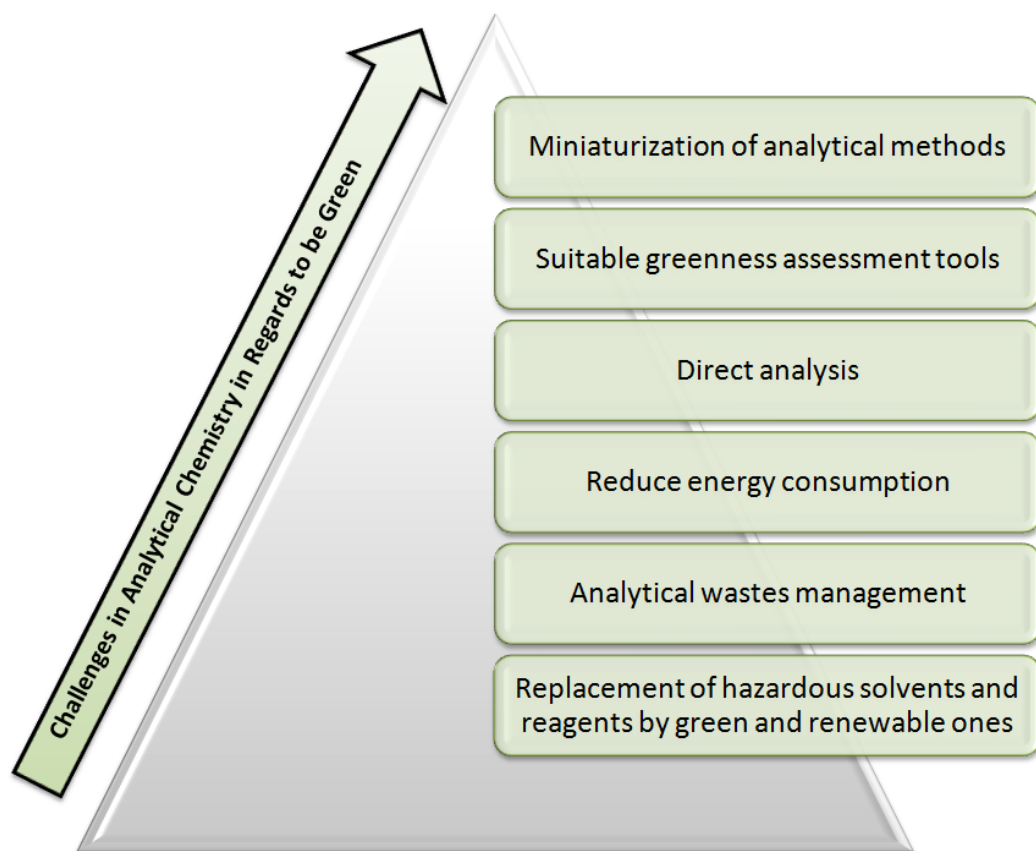 Challenges in Analytical Chemistry in Regards to be Green
Miniaturization of analytical methods
Suitable greenness assessment tools
Direct analysis
Reduce energy consumption
Analytical wastes management
Replacement of hazardous solvents and
reagents by green and renewable ones